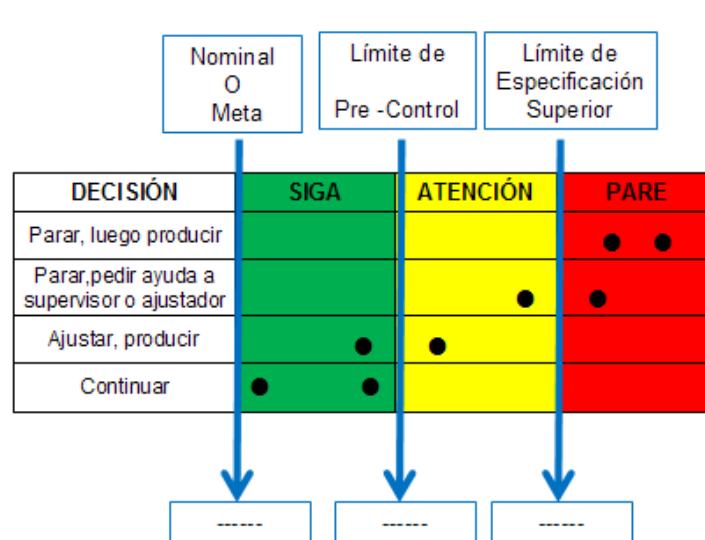 Nominal
O
Meta
Límite de
Pre -Control
Límite de
Especificación
Superior
DECISIÓN SIGA ATENCIÓN PARE
Parar, luego producir
Parar,pedir ayuda a
supervisor o ajustador
Ajustar, producir
Continuar
------ ------ ------